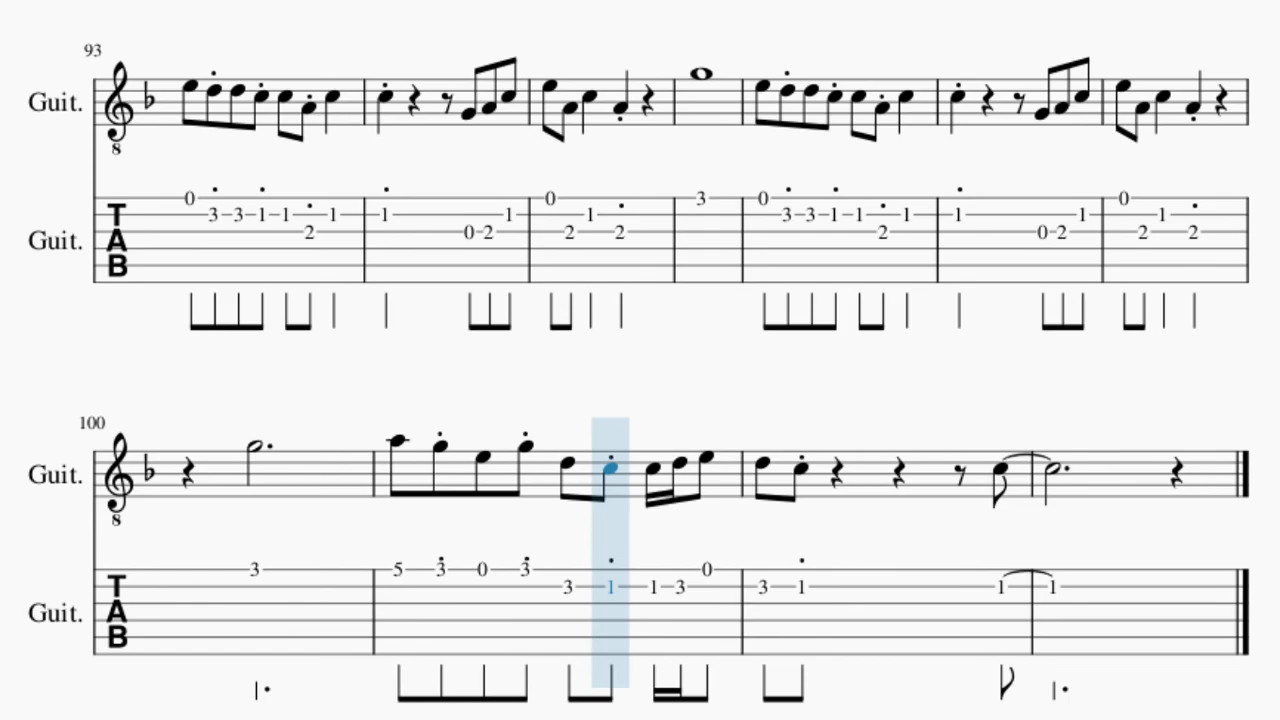 93
Guit.
8
0 3 3 1 1 2 1 1 0 2 1 0 2 1 2 3 0 3 3 1 1 2 1 1 0 2 1 0 2 1 2
Guit. TAB
100
Guit.
8
3 5 3 0 3 3 1 1 3 0 3 1 1 1
Guit. TAB